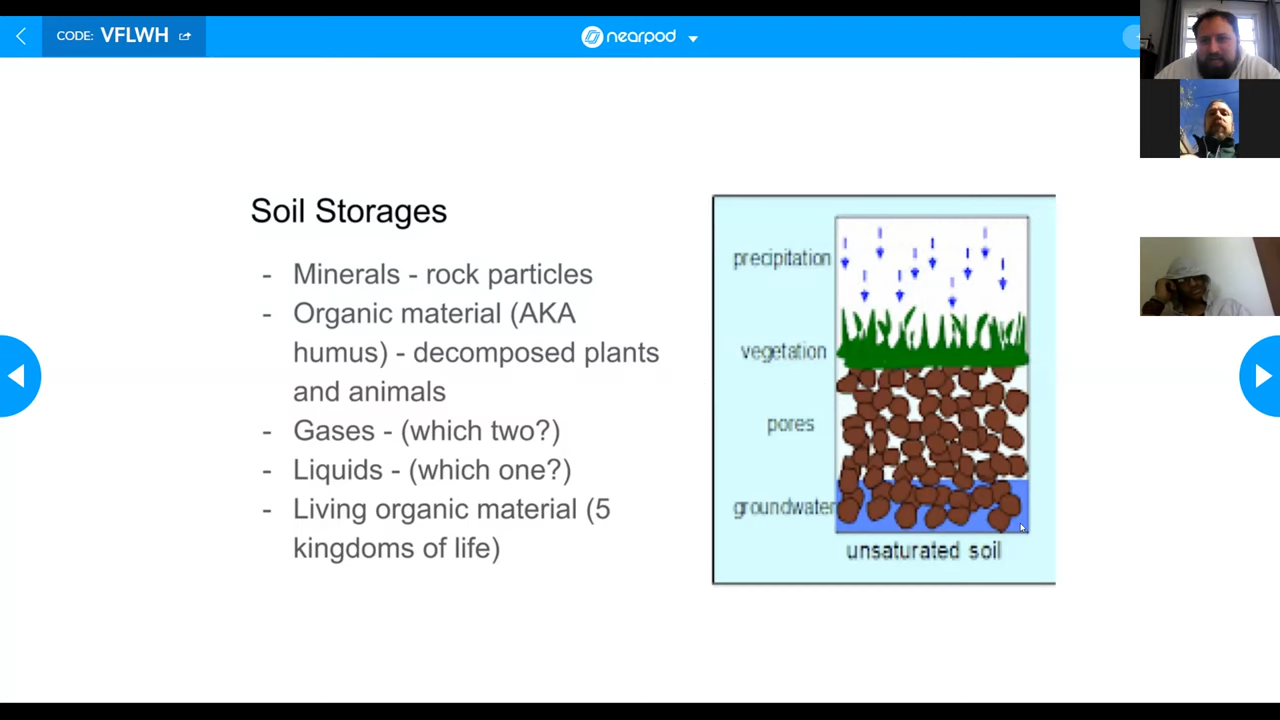 CODE: VFLWH
nearpod
Soil Storages
- Minerals - rock particles
- Organic material (AKA
humus) - decomposed plants
and animals
- Gases - (which two?)
- Liquids - (which one?)
- Living organic material (5
kingdoms of life)
precipitation
vegetation
pores
groundwater
unsaturated soil